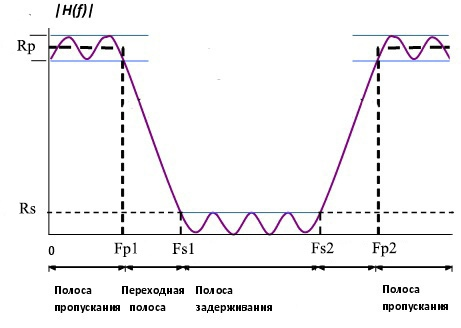 |H(f)|
Rp
Rs
0 Fp1 Fs1 Fs2 Fp2
Полоса Переходная Полоса Полоса
пропускания полоса задерживания пропускания